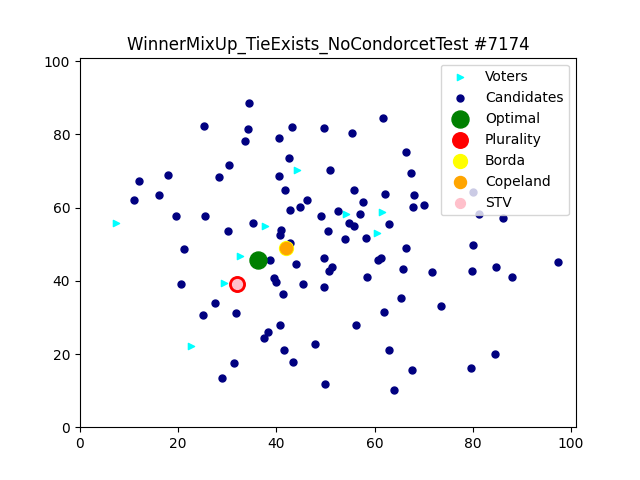 WinnerMixUp_TieExists_NoCondorcetTest #7174
100
80
60
40
20
0
0 20 40 60 80 100
Voters
Candidates
Optimal
Plurality
Borda
Copeland
STV